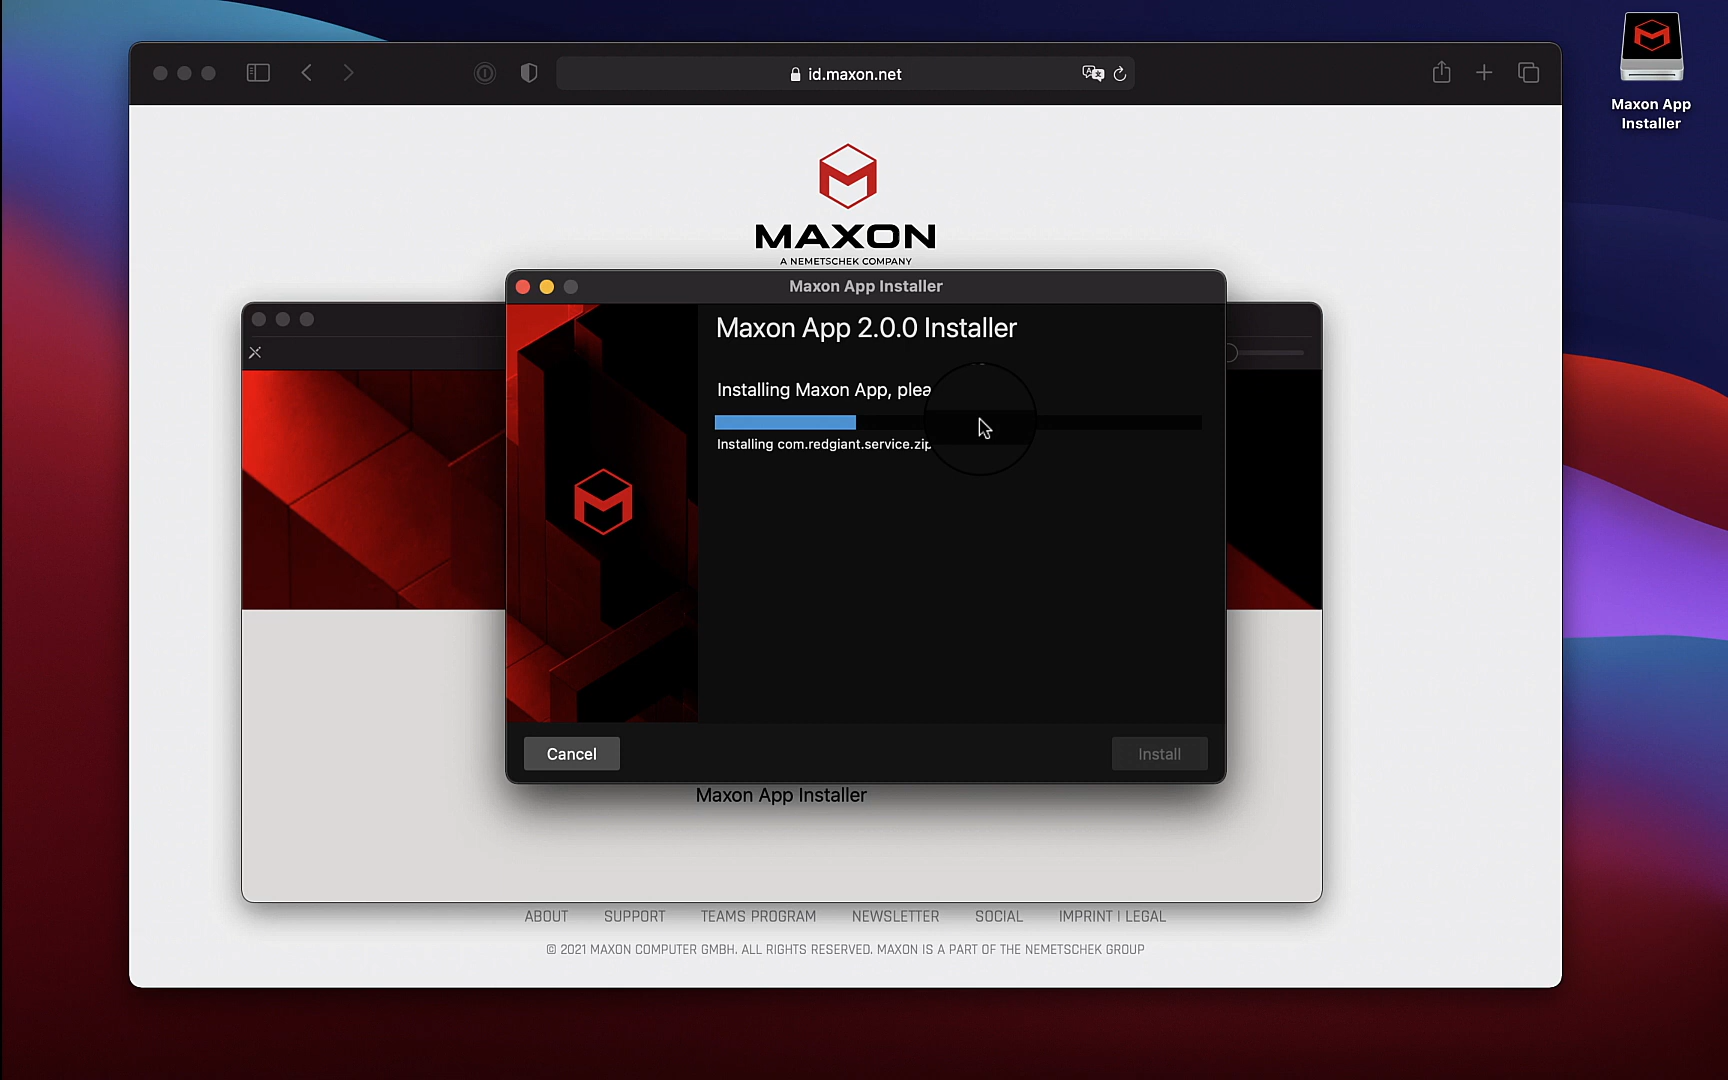 id.maxon.net
Maxon App
Installer
MAXON
A NEMETSCHEK COMPANY
Maxon App Installer
Maxon App 2.0.0 Installer
Installing Maxon App, plea
Installing com.redgiant.service.zip
Cancel
Install
Maxon App Installer
ABOUT SUPPORT TEAMS PROGRAM NEWSLETTER SOCIAL IMPRINT | LEGAL
© 2021 MAXON COMPUTER GMBH. ALL RIGHTS RESERVED. MAXON IS A PART OF THE NEMETSCHEK GROUP